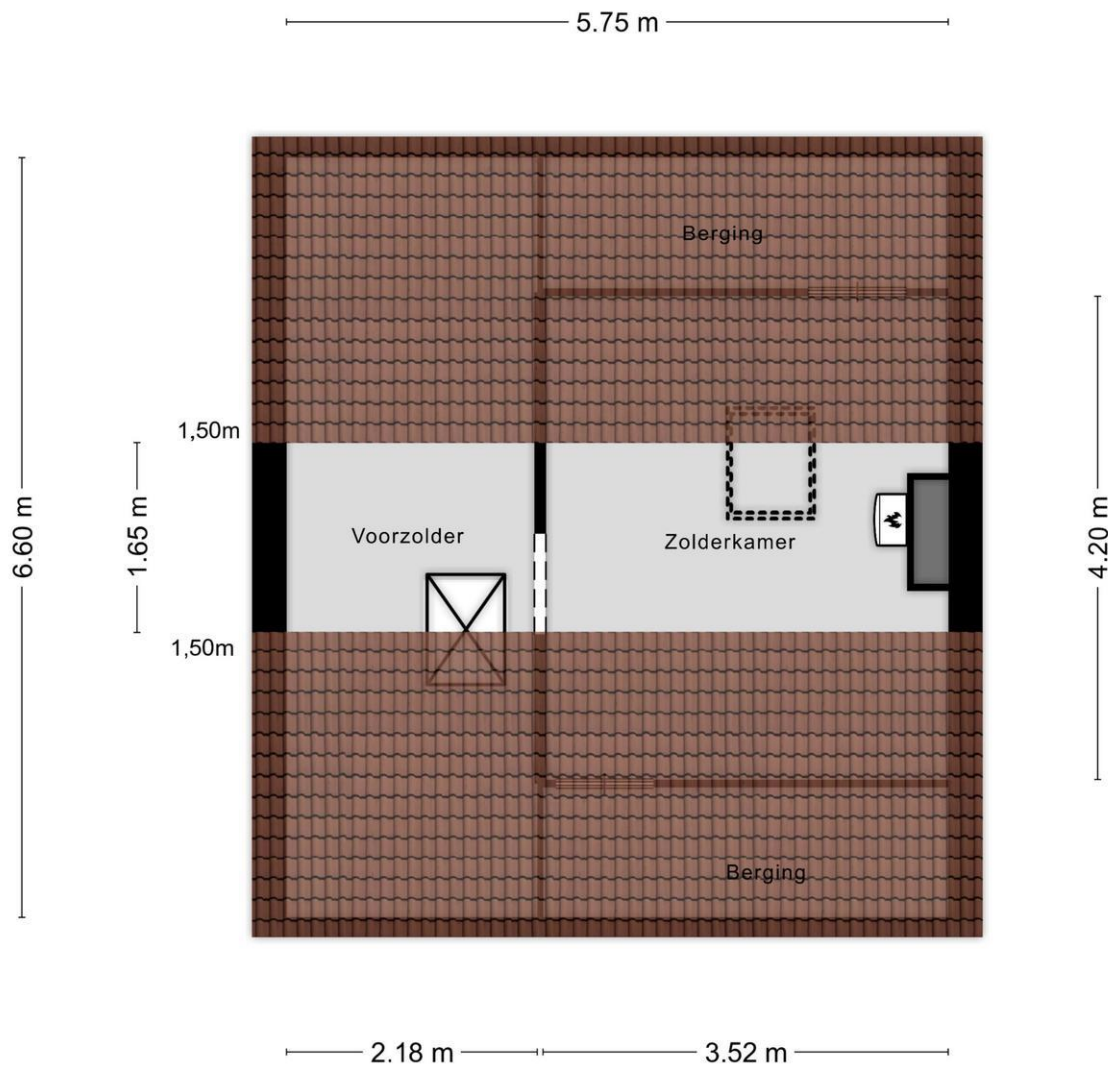 5.75 m
Berging
1,50m
6.60 m
1.65 m
Voorzolder
Zolderkamer
4.20 m
1,50m
Berging
2.18 m
3.52 m